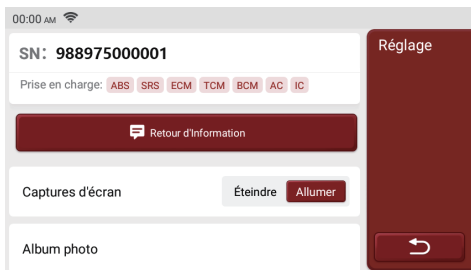 00:00 AM
SN: 988975000001
Réglage
Prise en charge: ABS SRS ECM TCM BCM AC IC
Retour d'Information
Captures d'écran Éteindre Allumer
Album photo